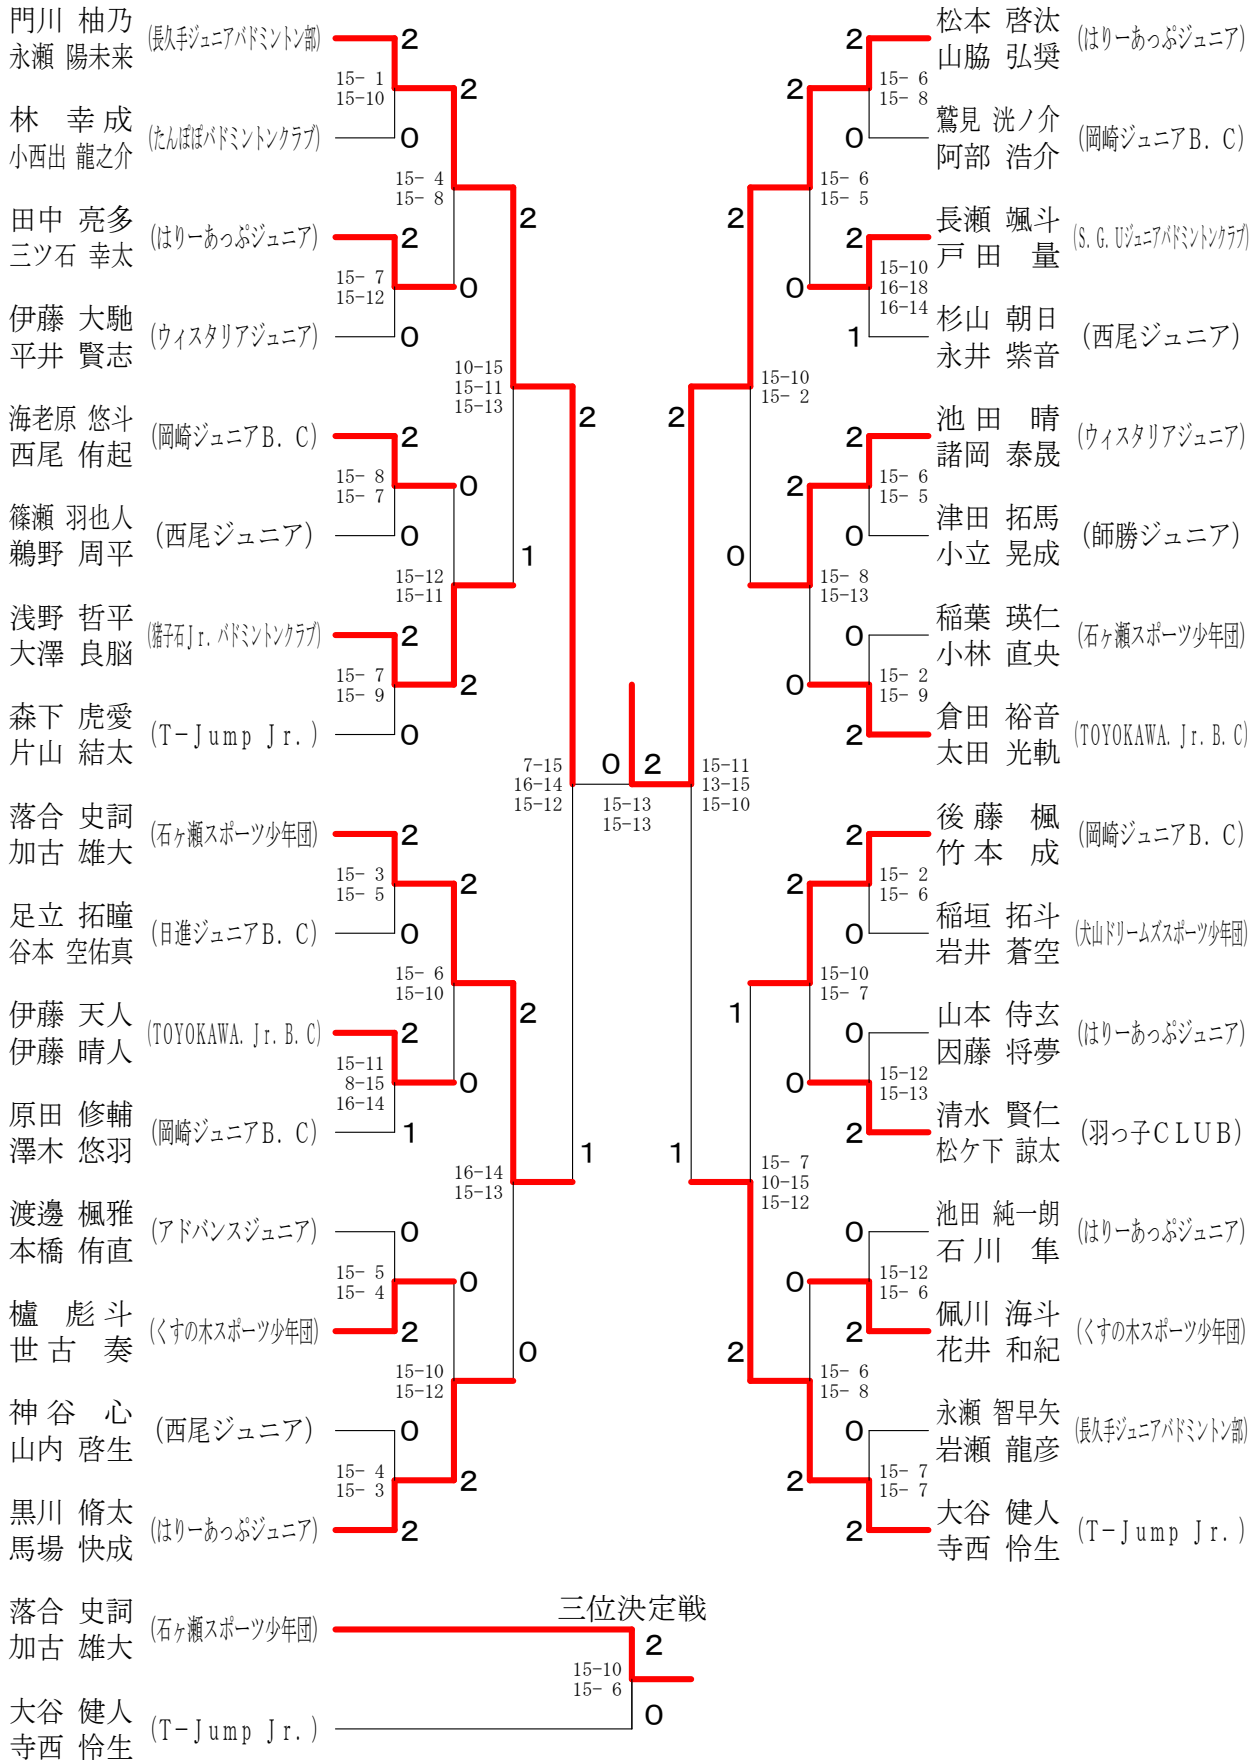 門川 柚乃
永瀬 陽未来
(長久手ジュニアバドミントン部)
2
15- 1
15-10
2
林 幸成
小西出 龍之介
(たんぽぽバドミントンクラブ)
0
15- 4
15- 8
2
田中 亮多
三ツ石 幸太
(はりーあっぷジュニア)
2
15- 7
15-12
0
伊藤 大馳
平井 賢志
(ウィスタリアジュニア)
0
10-15
15-11
15-13
2
海老原 悠斗
西尾 侑起
(岡崎ジュニアB.C)
2
15- 8
15- 7
0
篠瀬 羽也人
鵜野 周平
(西尾ジュニア)
0
15-12
15-11
1
浅野 哲平
大澤 良脳
(猪子石Jr.バドミントンクラブ)
2
15- 7
15- 9
2
森下 虎愛
片山 結太
(T-Jump Jr.)
0
7-15
16-14
15-12
0
2
15-13
15-13
落合 史詞
加古 雄大
(石ヶ瀬スポーツ少年団)
2
15- 3
15- 5
2
足立 拓瞳
谷本 空佑真
(日進ジュニアB.C)
0
15- 6
15-10
2
伊藤 天人
伊藤 晴人
(TOYOKAWA.Jr.B.C)
2
15-11
8-15
16-14
0
原田 修輔
澤木 悠羽
(岡崎ジュニアB.C)
1
16-14
15-13
1
渡邊 楓雅
本橋 侑直
(アドバンスジュニア)
0
15- 5
15- 4
0
櫨 彪斗
世古 奏
(くすの木スポーツ少年団)
2
15-10
15-12
0
神谷 心
山内 啓生
(西尾ジュニア)
0
15- 4
15- 3
2
黒川 脩太
馬場 快成
(はりーあっぷジュニア)
2
松本 啓汰
山脇 弘奨
(はりーあっぷジュニア)
2
15- 6
15- 8
2
鷲見 洸ノ介
阿部 浩介
(岡崎ジュニアB.C)
0
15- 6
15- 5
2
長瀬 颯斗
戸田 量
(S.G.Uジュニアバドミントンクラブ)
2
15-10
16-18
16-14
0
杉山 朝日
永井 紫音
(西尾ジュニア)
1
15-10
15- 2
2
池田 晴
諸岡 泰晟
(ウィスタリアジュニア)
2
15- 6
15- 5
2
津田 拓馬
小立 晃成
(師勝ジュニア)
0
15- 8
15-13
0
稲葉 瑛仁
小林 直央
(石ヶ瀬スポーツ少年団)
0
15- 2
15- 9
0
倉田 裕音
太田 光軌
(TOYOKAWA.Jr.B.C)
2
15-11
13-15
15-10
後藤 楓
竹本 成
(岡崎ジュニアB.C)
2
15- 2
15- 6
2
稲垣 拓斗
岩井 蒼空
(犬山ドリームズスポーツ少年団)
0
15-10
15- 7
1
山本 侍玄
因藤 将夢
(はりーあっぷジュニア)
0
15-12
15-13
0
清水 賢仁
松ケ下 諒太
(羽っ子CLUB)
2
15- 7
10-15
15-12
1
池田 純一朗
石川 隼
(はりーあっぷジュニア)
0
15-12
15- 6
0
佩川 海斗
花井 和紀
(くすの木スポーツ少年団)
2
15- 6
15- 8
2
永瀬 智早矢
岩瀬 龍彦
(長久手ジュニアバドミントン部)
0
15- 7
15- 7
2
大谷 健人
寺西 怜生
(T-Jump Jr.)
2
三位決定戦
落合 史詞
加古 雄大
(石ヶ瀬スポーツ少年団)
2
15-10
15- 6
大谷 健人
寺西 怜生
(T-Jump Jr.)
0